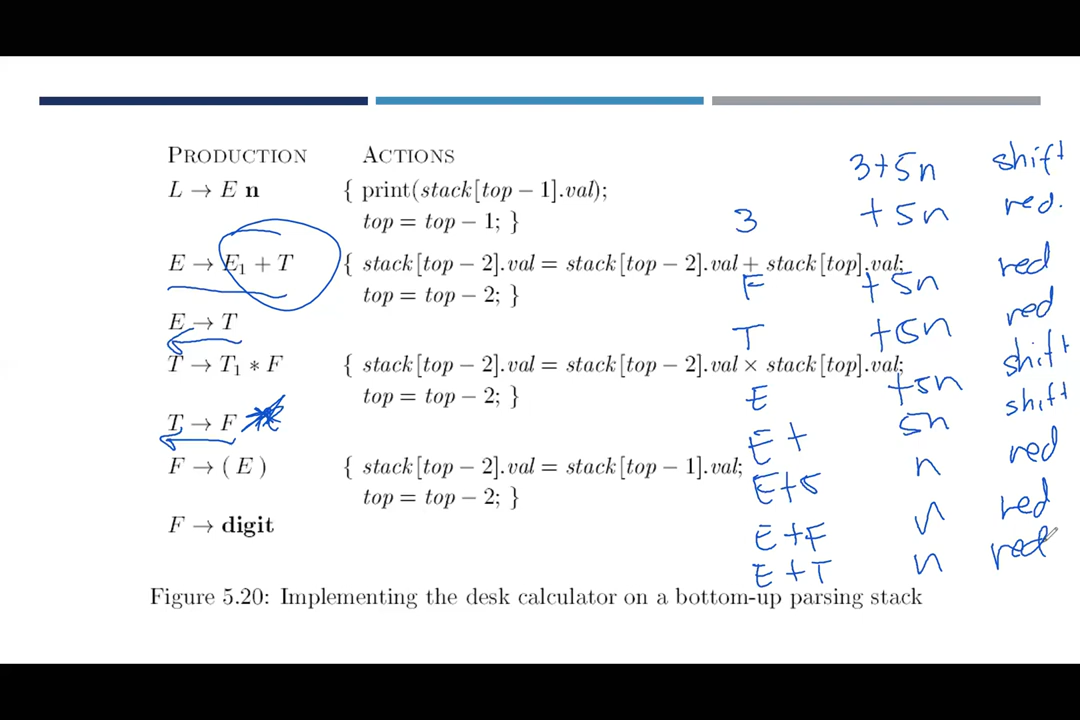 PRODUCTION ACTIONS
3+5n shift
L → E n { print(stack[top − 1].val);
3 +5n red.
top = top − 1; }
E → E₁ + T { stack[top − 2].val = stack[top − 2].val + stack[top].val; red
F +5n
top = top − 2; }
E → T
T +5n red
T → T₁ * F { stack[top − 2].val = stack[top − 2].val × stack[top].val; shift
top = top − 2; }
E +5n shift
T → F
E+ 5n
F → ( E ) { stack[top − 2].val = stack[top − 1].val; n red
E+5
top = top − 2; }
F → digit
E+F n red
E+T n red
Figure 5.20: Implementing the desk calculator on a bottom-up parsing stack